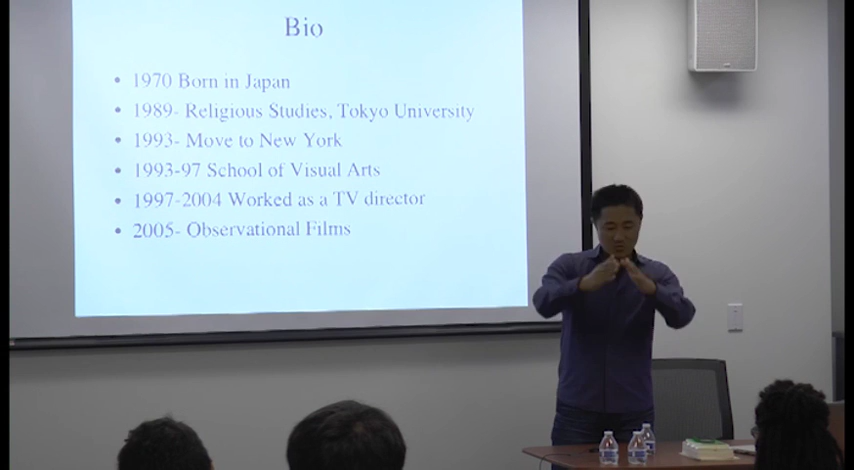 Bio
• 1970 Born in Japan
• 1989- Religious Studies, Tokyo University
• 1993- Move to New York
• 1993-97 School of Visual Arts
• 1997-2004 Worked as a TV director
• 2005- Observational Films